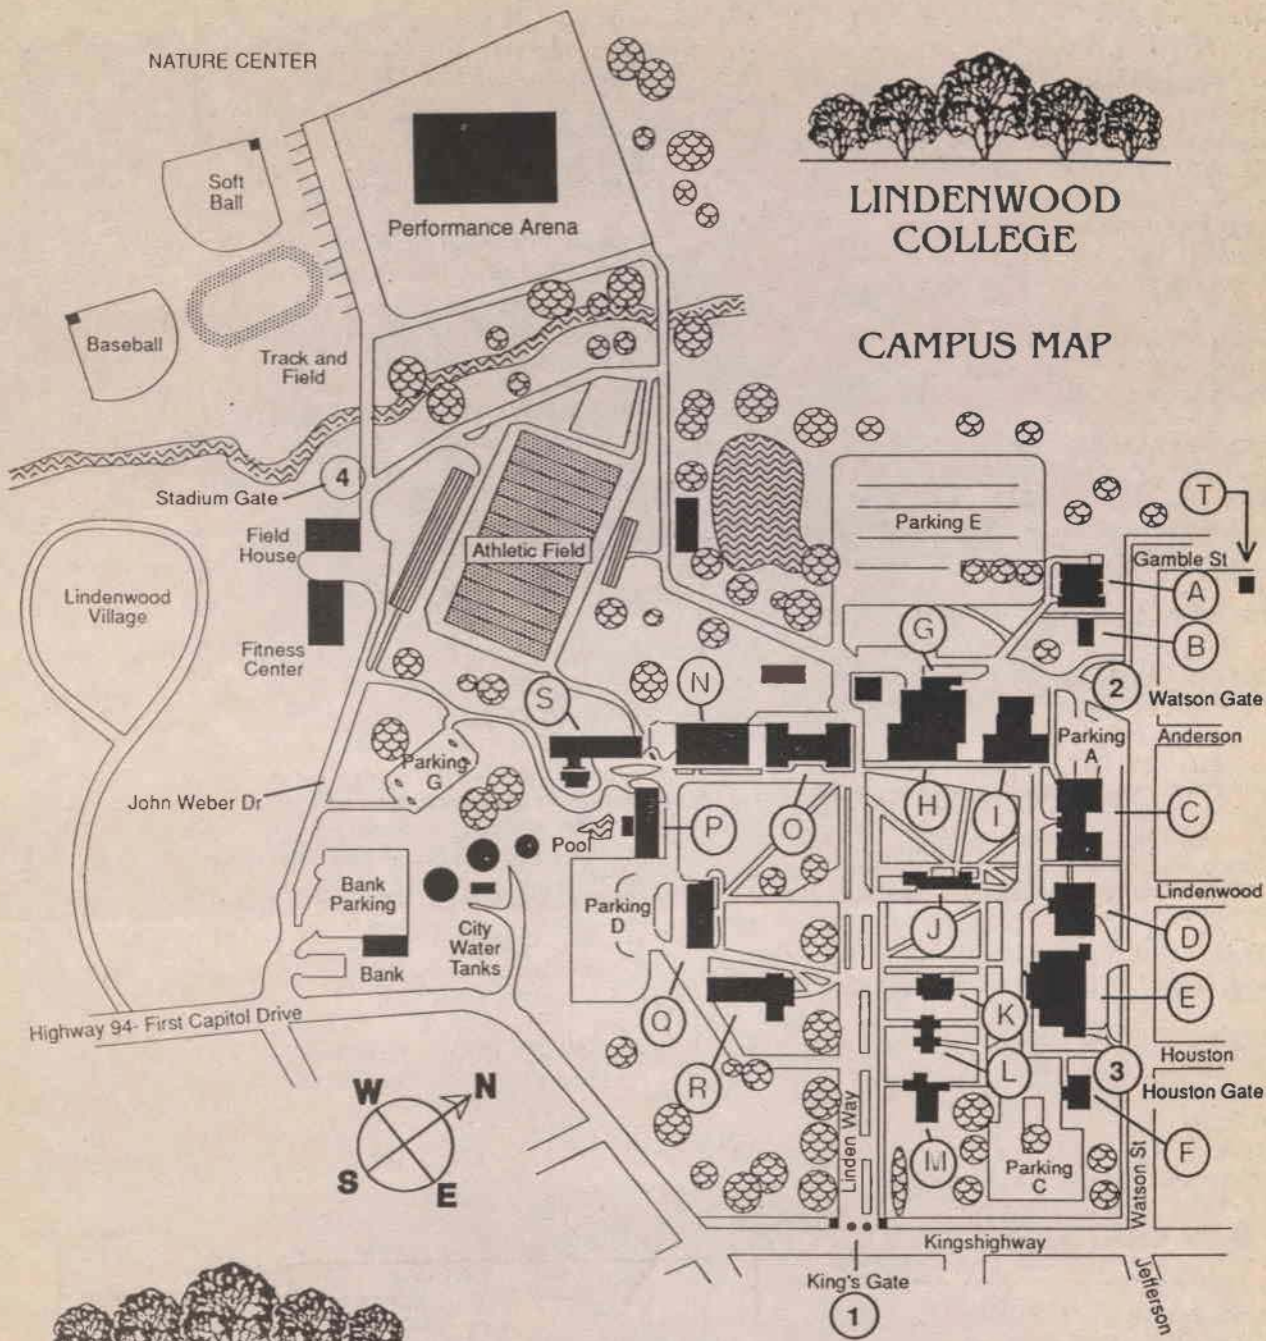 NATURE CENTER
LINDENWOOD
COLLEGE
CAMPUS MAP
Soft
Ball
Performance Arena
Baseball
Track and
Field
4
Stadium Gate
Field
House
Athletic Field
Parking E
T
Gamble St
A
Lindenwood
Village
Fitness
Center
G
B
N
S
2
Watson Gate
Parking
A
Anderson
Parking
G
John Weber Dr
P
O
H
I
C
Pool
Bank
Parking
Parking
D
J
Lindenwood
D
City
Water
Tanks
Bank
Q
K
E
Highway 94- First Capitol Drive
R
L
Houston
3
Houston Gate
W
N
S
E
Linden Way
M
Parking
C
F
Watson St
Kingshighway
King's Gate
1
Jefferson